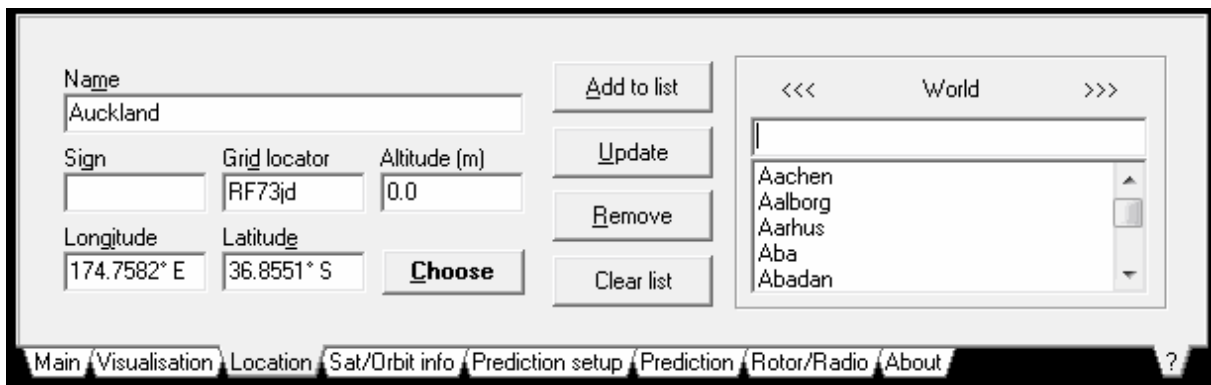 Name
Auckland
Sign Grid locator Altitude (m)
RF73jd 0.0
Longitude Latitude
174.7582° E 36.8551° S Choose
Add to list
Update
Remove
Clear list
<<< World >>>
Aachen
Aalborg
Aarhus
Aba
Abadan
Main Visualisation Location Sat/Orbit info Prediction setup Prediction Rotor/Radio About ?